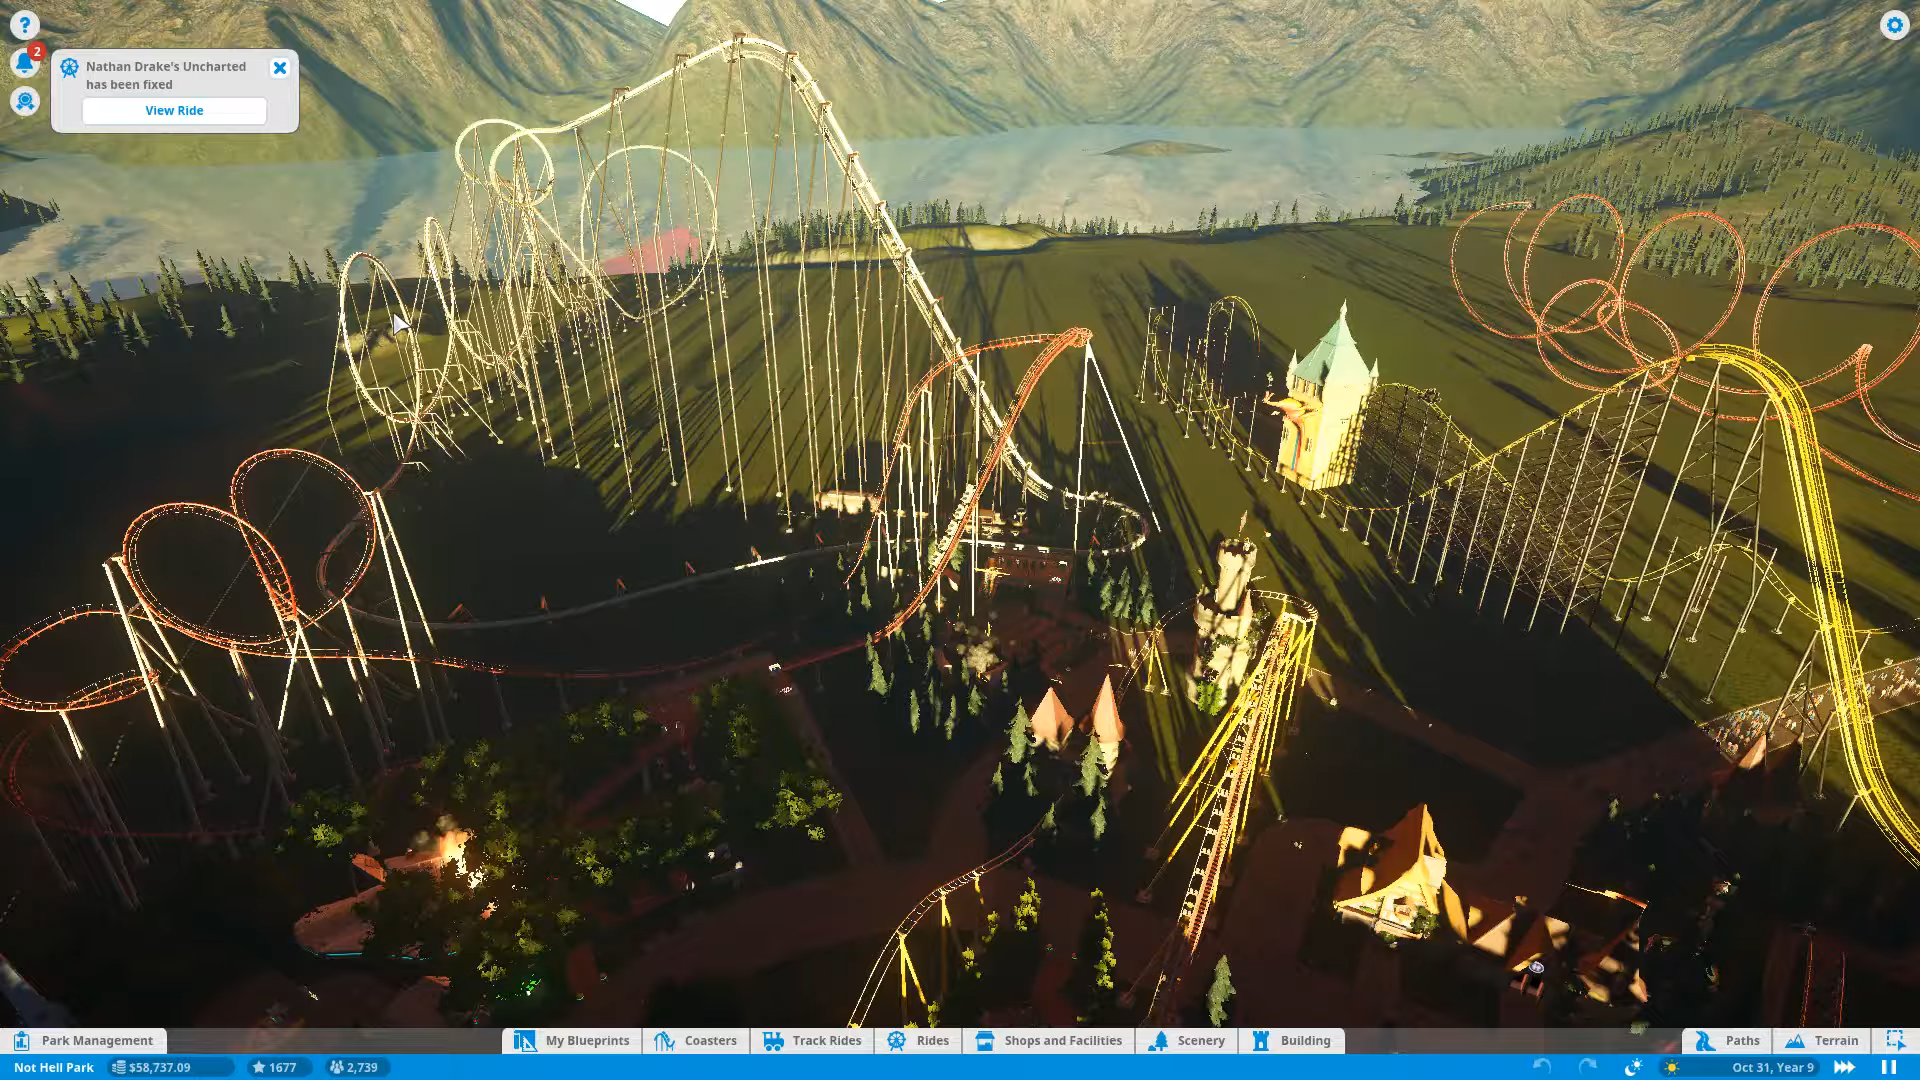 ?
2
Nathan Drake's Uncharted
has been fixed
View Ride
Park Management
My Blueprints
Coasters
Track Rides
Rides
Shops and Facilities
Scenery
Building
Paths
Terrain
Not Hell Park
$58,737.09
1677
2,739
Oct 31, Year 9